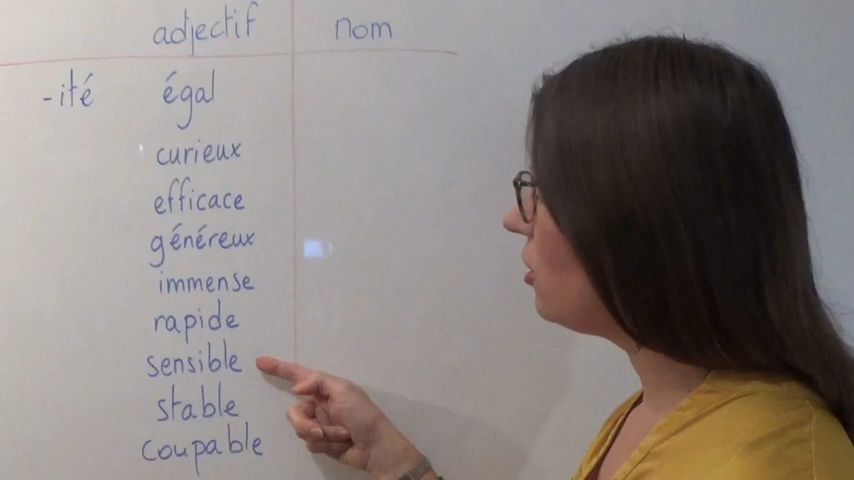 adjectif nom
-ité égal
curieux
efficace
généreux
immense
rapide
sensible
stable
coupable